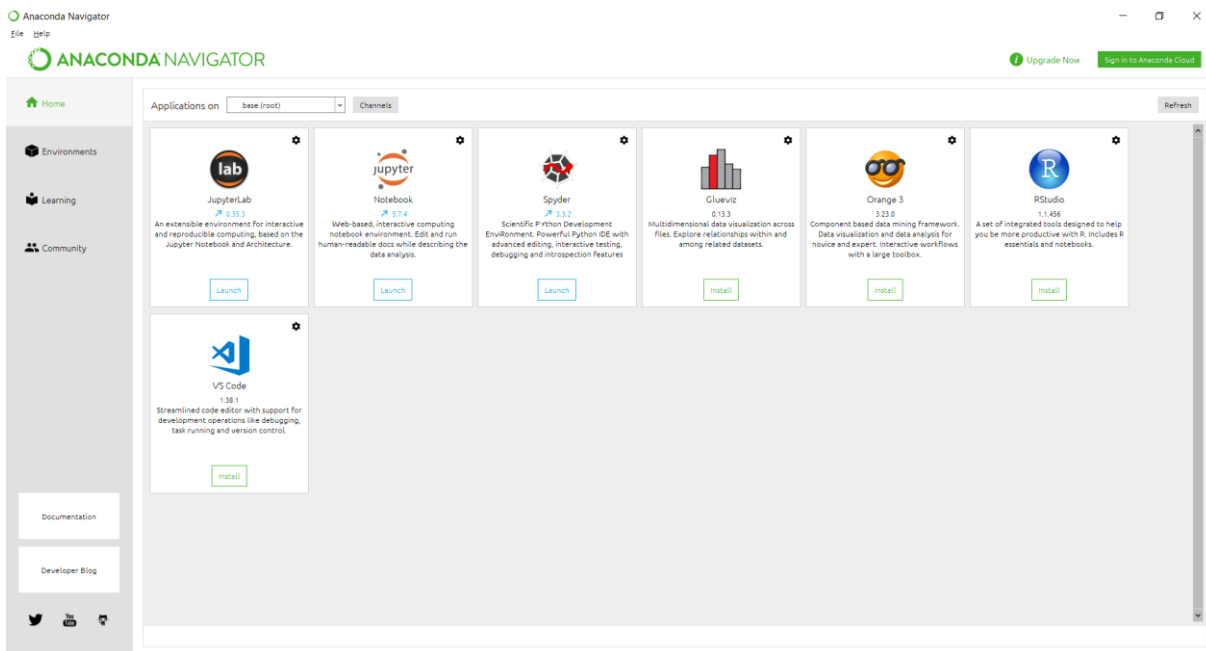 Anaconda Navigator
File Help
ANACONDA NAVIGATOR
i Upgrade Now Sign in to Anaconda Cloud
Home
Environments
Learning
Community
Documentation
Developer Blog
You Tube
Applications on base (root) Channels Refresh
lab
JupyterLab
0.35.3
An extensible environment for interactive
and reproducible computing, based on the
Jupyter Notebook and Architecture.
Launch
jupyter
Notebook
5.7.4
Web-based, interactive computing
notebook environment. Edit and run
human-readable docs while describing the
data analysis.
Launch
Spyder
3.3.2
Scientific PYthon Development
EnviRonment. Powerful Python IDE with
advanced editing, interactive testing,
debugging and introspection features
Launch
Glueviz
0.13.3
Multidimensional data visualization across
files. Explore relationships within and
among related datasets.
Install
Orange 3
3.23.0
Component based data mining framework.
Data visualization and data analysis for
novice and expert. Interactive workflows
with a large toolbox.
Install
R
RStudio
1.1.456
A set of integrated tools designed to help
you be more productive with R. Includes R
essentials and notebooks.
Install
VS Code
1.38.1
Streamlined code editor with support for
development operations like debugging,
task running and version control.
Install